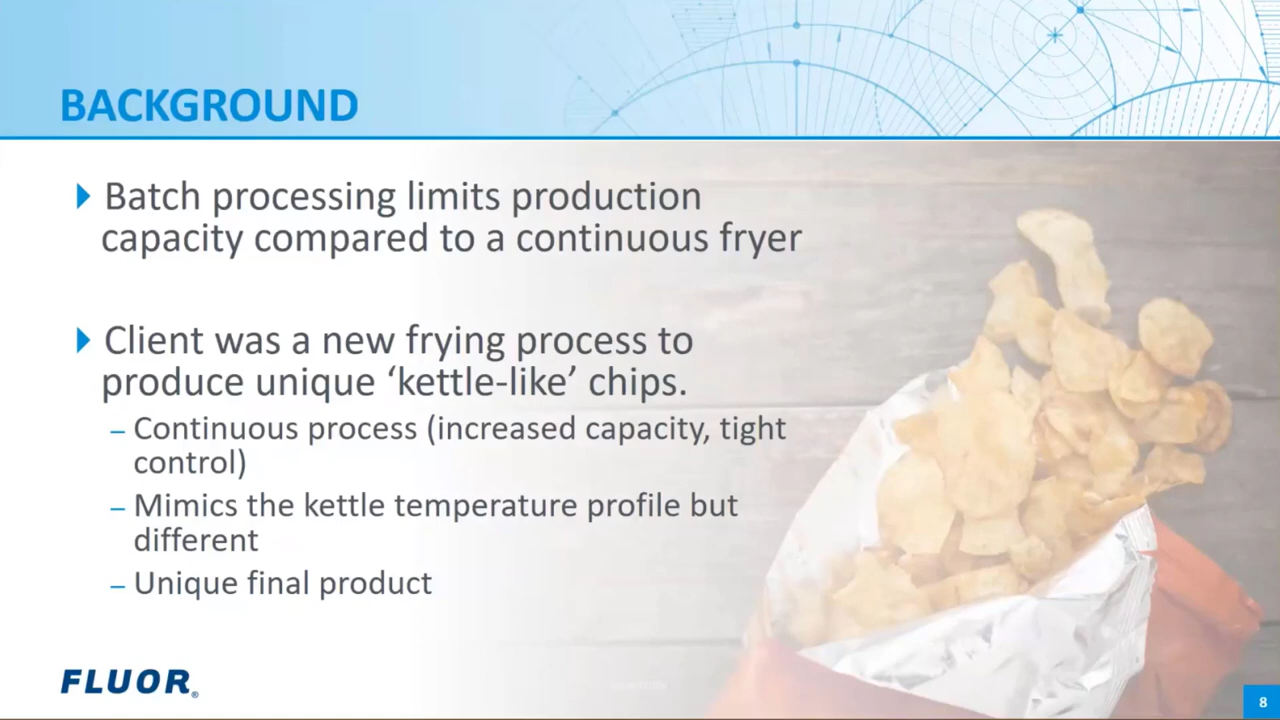 BACKGROUND
Batch processing limits production
capacity compared to a continuous fryer
Client was a new frying process to
produce unique ‘kettle-like’ chips.
– Continuous process (increased capacity, tight
control)
– Mimics the kettle temperature profile but
different
– Unique final product
FLUOR®
8